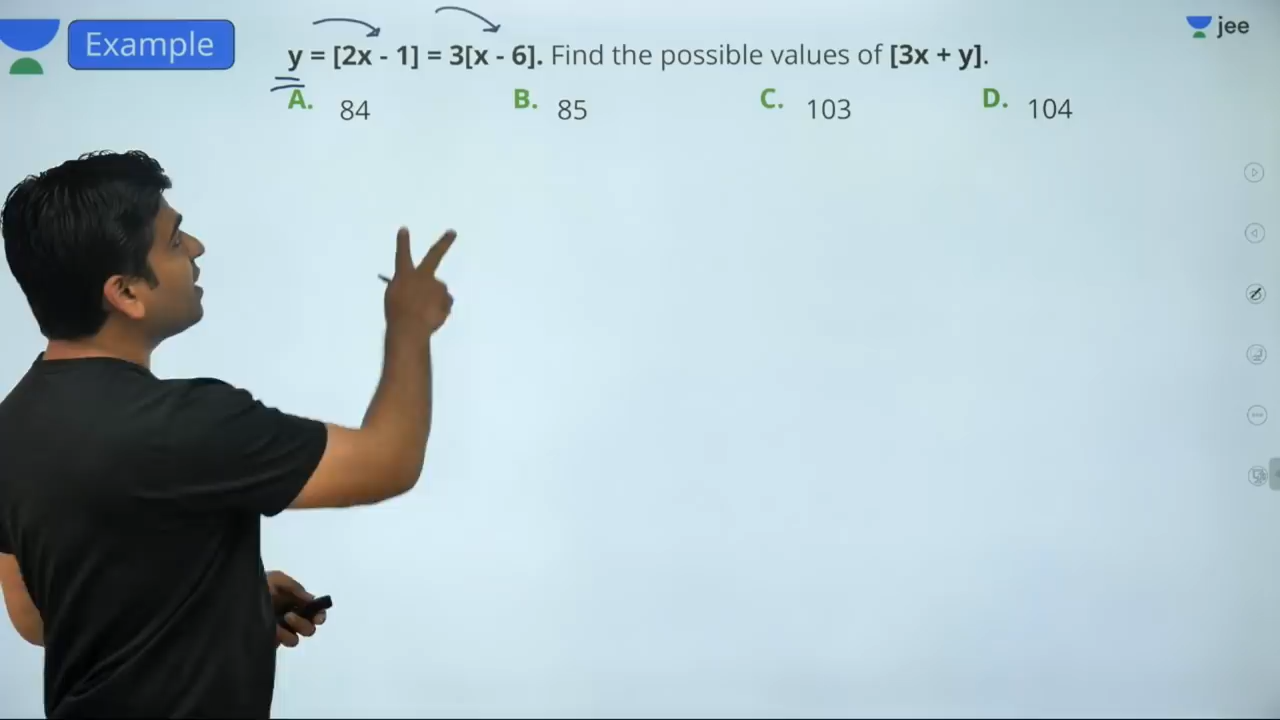 Example
y = [2x - 1] = 3[x - 6]. Find the possible values of [3x + y].
jee
A. 84 B. 85 C. 103 D. 104